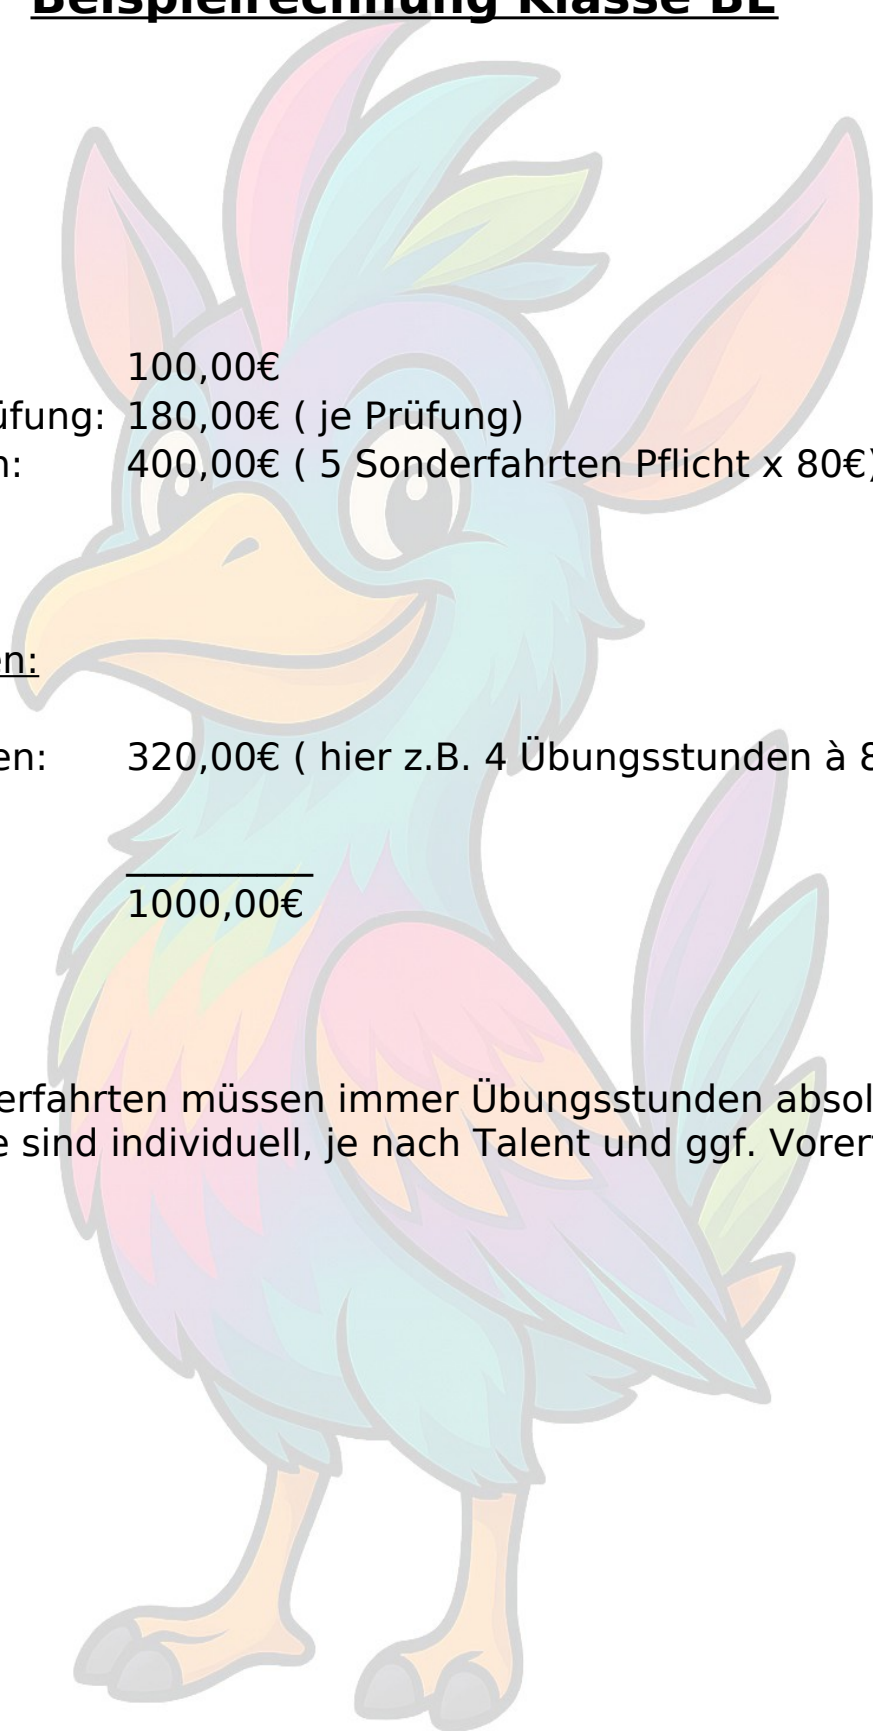 Beispielrechnung Klasse BE
100,00€
üfung: 180,00€ ( je Prüfung)
n: 400,00€ ( 5 Sonderfahrten Pflicht x 80€)
en:
en: 320,00€ ( hier z.B. 4 Übungsstunden à 8
1000,00€
erfahrten müssen immer Übungsstunden absol
e sind individuell, je nach Talent und ggf. Vorerf